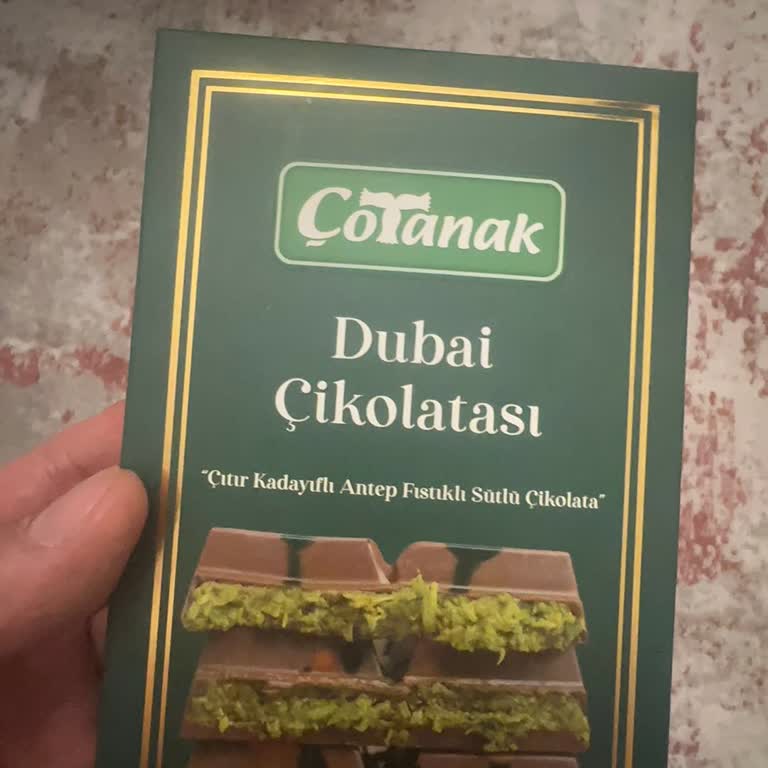 Çotanak
Dubai
Çikolatası
“Çıtır Kadayıflı Antep Fıstıklı Sütlü Çikolata”